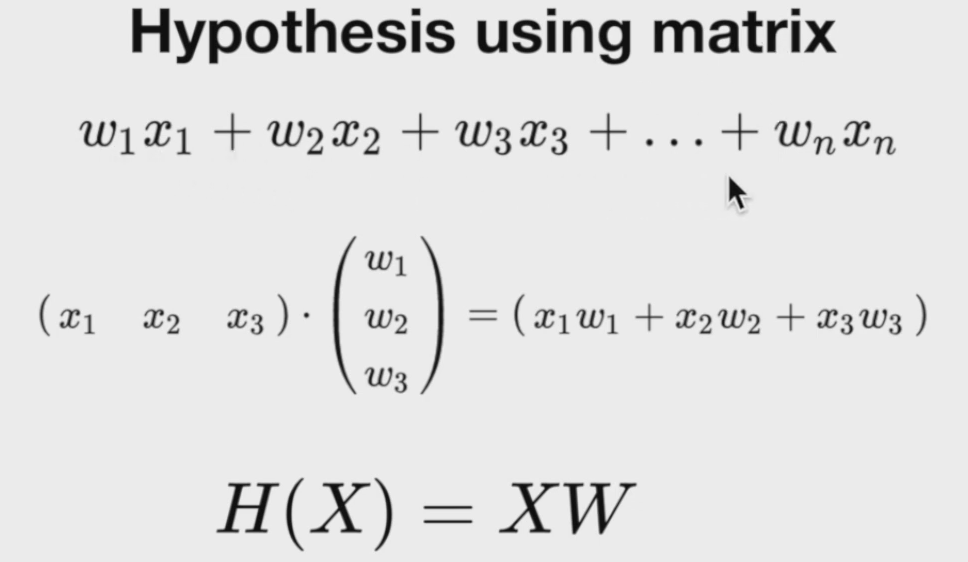 Hypothesis using matrix
w₁x₁ + w₂x₂ + w₃x₃ + … + wₙxₙ
( x₁ x₂ x₃ ) · ( w₁ w₂ w₃ ) = ( x₁w₁ + x₂w₂ + x₃w₃ )
H(X) = XW